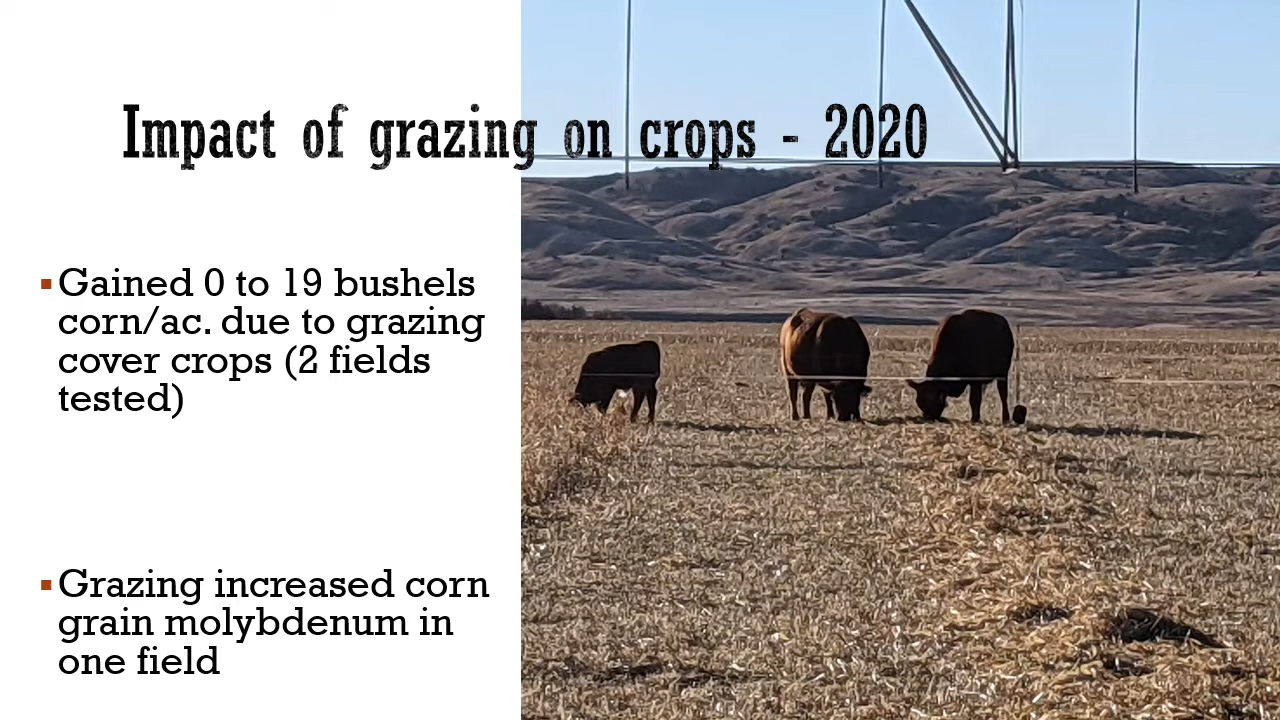 Impact of grazing on crops - 2020
▪Gained 0 to 19 bushels
corn/ac. due to grazing
cover crops (2 fields
tested)
▪Grazing increased corn
grain molybdenum in
one field